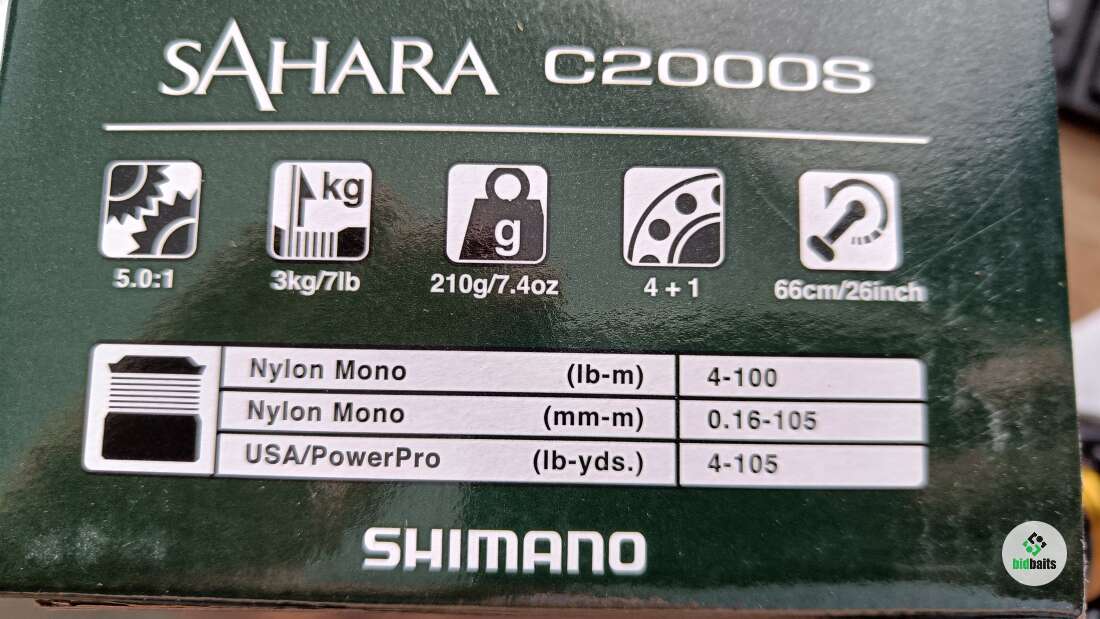 SAHARA C2000S
kg
g
5.0:1 3kg/7lb 210g/7.4oz 4+1 66cm/26inch
Nylon Mono (lb-m) 4-100
Nylon Mono (mm-m) 0.16-105
USA/PowerPro (lb-yds.) 4-105
SHIMANO
bidbaits